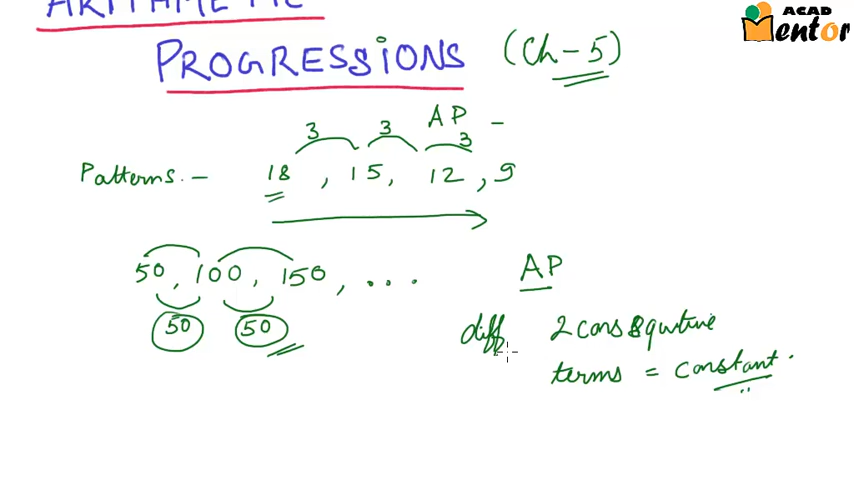 ARITHMETIC
ACAD
Mentor
PROGRESSIONS (Ch-5)
AP -
3 3 3
Patterns. - 18, 15, 12, 9
50, 100, 150, ... AP
50 50 diff 2 consequtive
terms = constant.